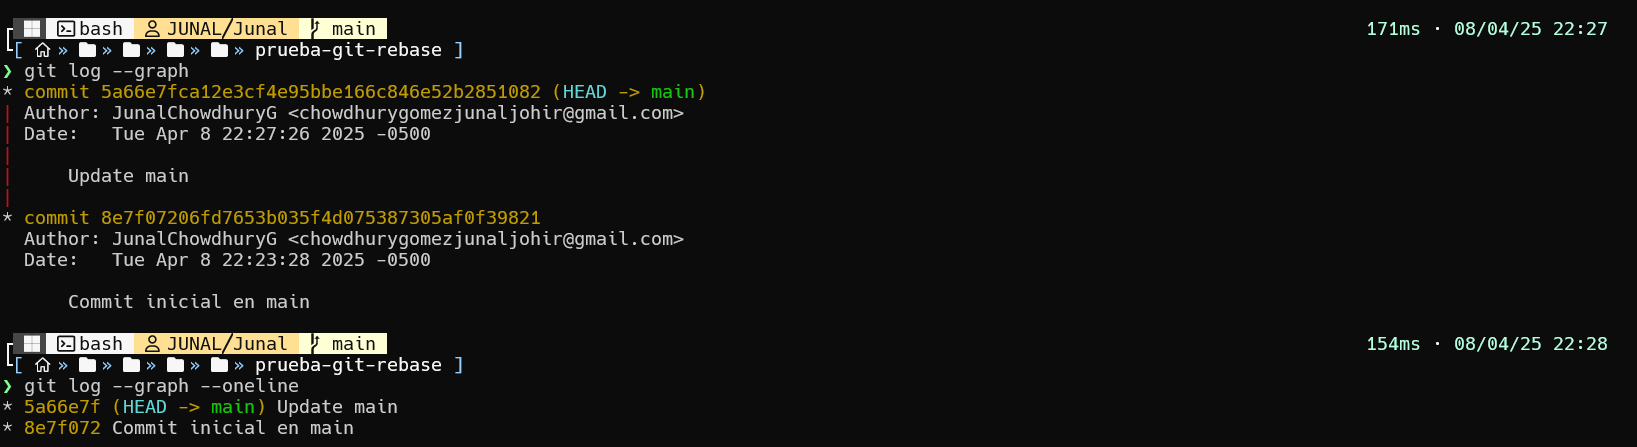 bash JUNAL/Junal main 171ms · 08/04/25 22:27
[ » » » » » prueba-git-rebase ]
❯ git log --graph
* commit 5a66e7fca12e3cf4e95bbe166c846e52b2851082 (HEAD -> main)
| Author: JunalChowdhuryG <chowdhurygomezjunaljohir@gmail.com>
| Date:   Tue Apr 8 22:27:26 2025 -0500
|
|     Update main
|
* commit 8e7f07206fd7653b035f4d075387305af0f39821
  Author: JunalChowdhuryG <chowdhurygomezjunaljohir@gmail.com>
  Date:   Tue Apr 8 22:23:28 2025 -0500
      Commit inicial en main
bash JUNAL/Junal main 154ms · 08/04/25 22:28
[ » » » » » prueba-git-rebase ]
❯ git log --graph --oneline
* 5a66e7f (HEAD -> main) Update main
* 8e7f072 Commit inicial en main